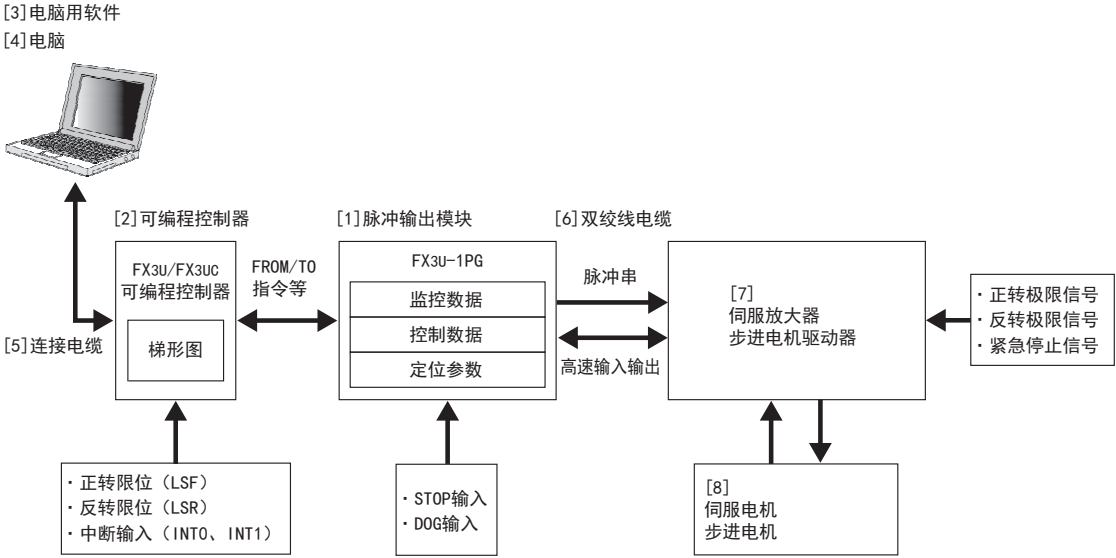 [3]电脑用软件
[4]电脑
[2]可编程控制器
[1]脉冲输出模块
[6]双绞线电缆
FX3U/FX3UC
可编程控制器
梯形图
FROM/TO
指令等
FX3U-1PG
监控数据
控制数据
定位参数
脉冲串
高速输入输出
[7]
伺服放大器
步进电机驱动器
·正转极限信号
·反转极限信号
·紧急停止信号
[5]连接电缆
·正转限位（LSF）
·反转限位（LSR）
·中断输入（INT0、INT1）
·STOP输入
·DOG输入
[8]
伺服电机
步进电机